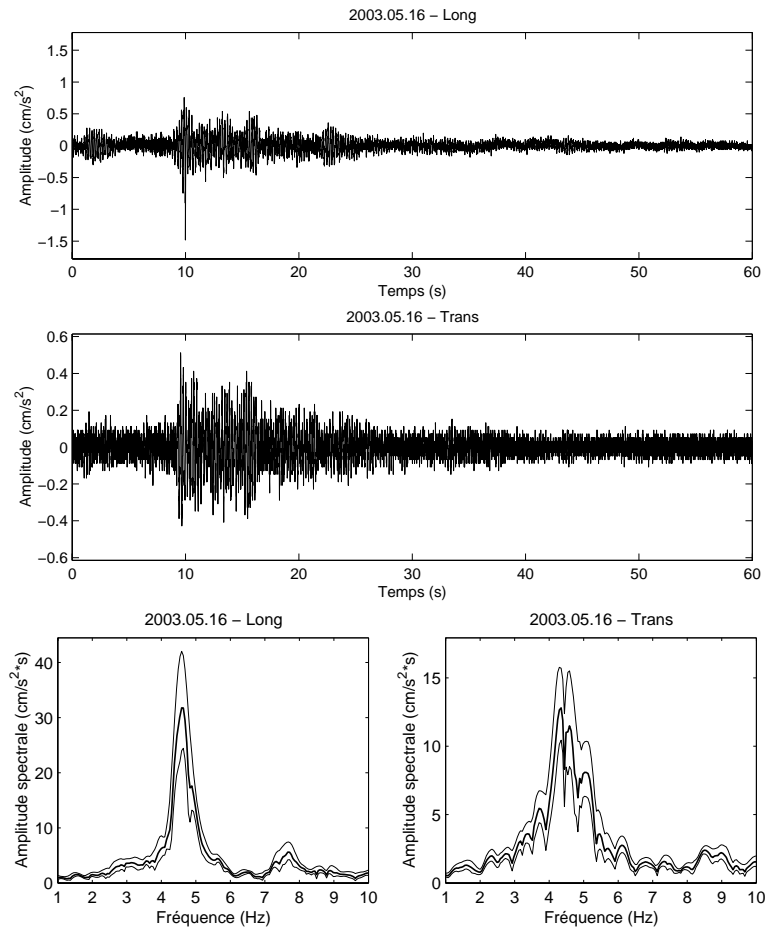 2003.05.16 − Long
1.5
1
0.5
0
−0.5
−1
−1.5
Amplitude (cm/s²)
0 10 20 30 40 50 60
Temps (s)
2003.05.16 − Trans
0.6
0.4
0.2
0
−0.2
−0.4
−0.6
Amplitude (cm/s²)
0 10 20 30 40 50 60
Temps (s)
2003.05.16 − Long
40
30
20
10
0
Amplitude spectrale (cm/s²*s)
1 2 3 4 5 6 7 8 9 10
Fréquence (Hz)
2003.05.16 − Trans
15
10
5
0
Amplitude spectrale (cm/s²*s)
1 2 3 4 5 6 7 8 9 10
Fréquence (Hz)